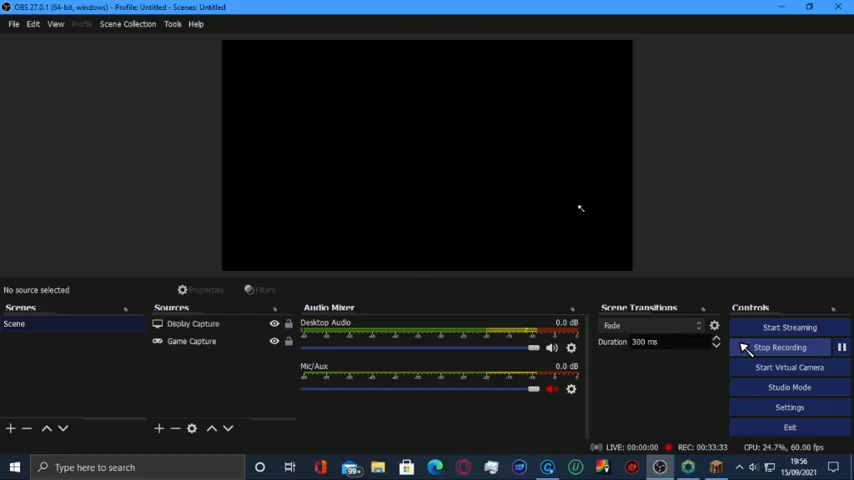 OBS 27.0.1 (64-bit, windows) - Profile: Untitled - Scenes: Untitled
File Edit View Profile Scene Collection Tools Help
No source selected
Properties
Filters
Scenes
Scene
Sources
Display Capture
Game Capture
Audio Mixer
Desktop Audio 0.0 dB
Mic/Aux 0.0 dB
Scene Transitions
Fade
Duration 300 ms
Controls
Start Streaming
Stop Recording
Start Virtual Camera
Studio Mode
Settings
Exit
LIVE: 00:00:00 REC: 00:33:33 CPU: 24.7%, 60.00 fps
Type here to search
99+
19:56
15/09/2021